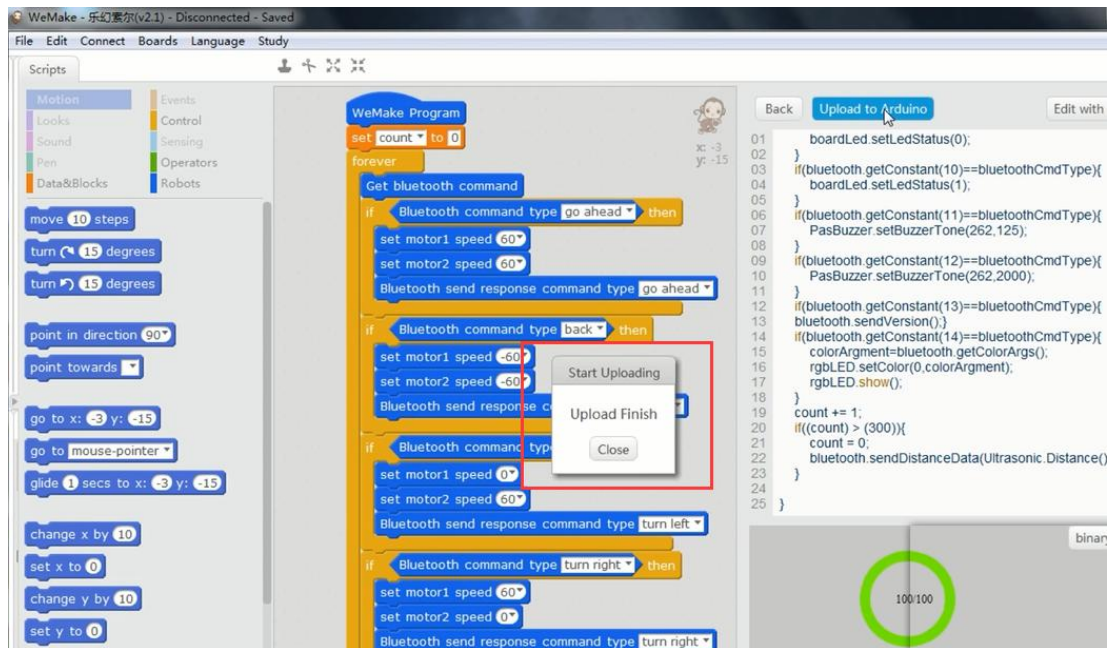 WeMake - 乐幻索尔(v2.1) - Disconnected - Saved
File Edit Connect Boards Language Study
Scripts
Motion Events
Looks Control
Sound Sensing
Pen Operators
Data&Blocks Robots
move 10 steps
turn 15 degrees
turn 15 degrees
point in direction 90
point towards
go to x: -3 y: -15
go to mouse-pointer
glide 1 secs to x: -3 y: -15
change x by 10
set x to 0
change y by 10
set y to 0
x: -3
y: -15
WeMake Program
set count to 0
forever
Get bluetooth command
if Bluetooth command type go ahead then
set motor1 speed 60
set motor2 speed 60
Bluetooth send response command type go ahead
if Bluetooth command type back then
set motor1 speed -60
set motor2 speed -60
Bluetooth send response
if Bluetooth command
set motor1 speed 0
set motor2 speed 60
Bluetooth send response command type turn left
if Bluetooth command type turn right then
set motor1 speed 60
set motor2 speed 0
Bluetooth send response command type turn right
Start Uploading
Upload Finish
Close
Back Upload to Arduino Edit with
01 boardLed.setLedStatus(0);
02 }
03 if(bluetooth.getConstant(10)==bluetoothCmdType){
04 boardLed.setLedStatus(1);
05 }
06 if(bluetooth.getConstant(11)==bluetoothCmdType){
07 PasBuzzer.setBuzzerTone(262,125);
08 }
09 if(bluetooth.getConstant(12)==bluetoothCmdType){
10 PasBuzzer.setBuzzerTone(262,2000);
11 }
12 if(bluetooth.getConstant(13)==bluetoothCmdType){
13 bluetooth.sendVersion();}
14 if(bluetooth.getConstant(14)==bluetoothCmdType){
15 colorArgment=bluetooth.getColorArgs();
16 rgbLED.setColor(0,colorArgment);
17 rgbLED.show();
18 }
19 count += 1;
20 if((count) > (300)){
21 count = 0;
22 bluetooth.sendDistanceData(Ultrasonic.Distance()
23 }
24
25 }
binary
100/100